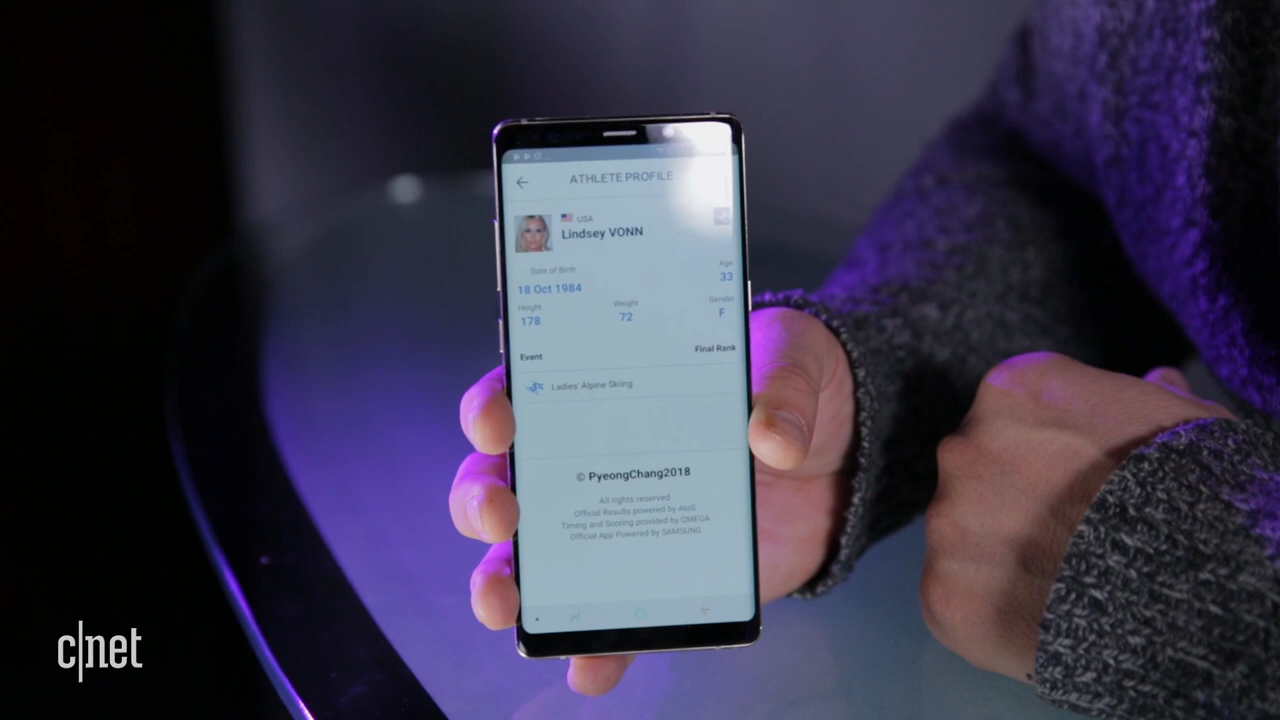 ATHLETE PROFILE
USA
Lindsey VONN
Date of Birth
Age
18 Oct 1984
33
Height
Weight
Gender
178
72
F
Event
Final Rank
Ladies' Alpine Skiing
© PyeongChang2018
All rights reserved
Official Results powered by AtoS
Timing and Scoring provided by OMEGA
Official App Powered by SAMSUNG
c|net